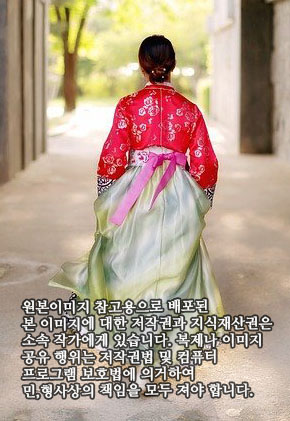 원본이미지 참고용으로 배포된
본 이미지에 대한 저작권과 지식재산권은
소속 작가에게 있습니다. 복제나 이미지
공유 행위는 저작권법 및 컴퓨터
프로그램 보호법에 의거하여
민,형사상의 책임을 모두 져야 합니다.